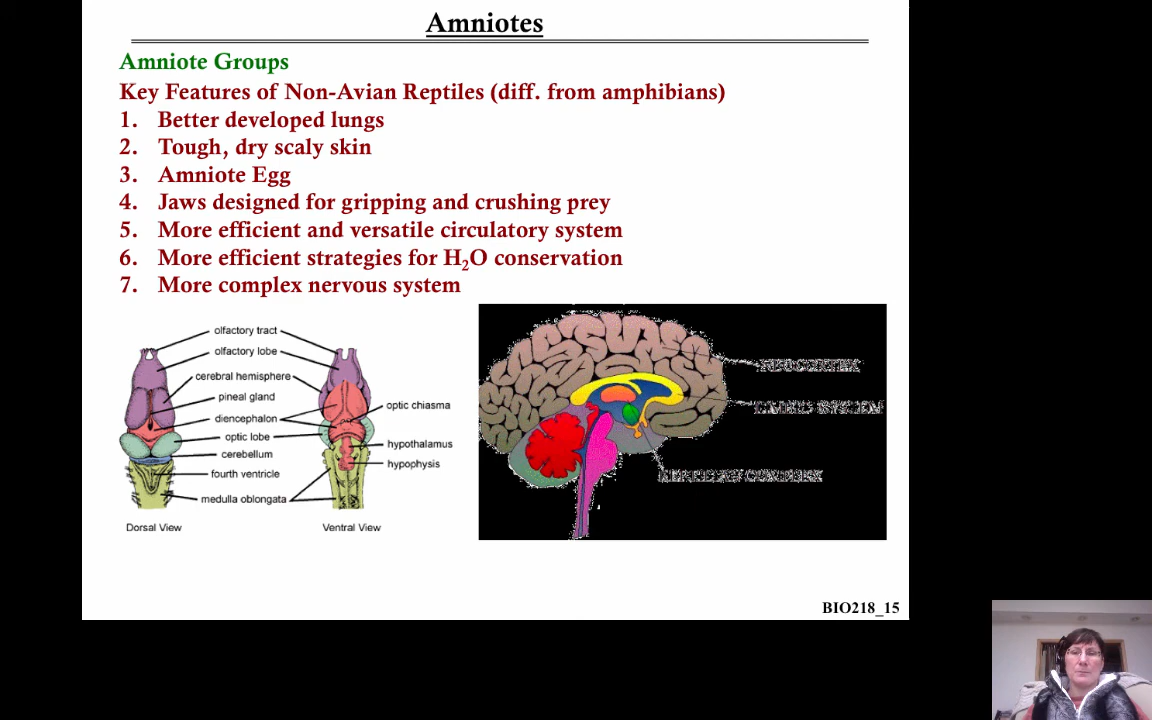 Amniotes
Amniote Groups
Key Features of Non-Avian Reptiles (diff. from amphibians)
1. Better developed lungs
2. Tough, dry scaly skin
3. Amniote Egg
4. Jaws designed for gripping and crushing prey
5. More efficient and versatile circulatory system
6. More efficient strategies for H₂O conservation
7. More complex nervous system
olfactory tract
olfactory lobe
cerebral hemisphere
pineal gland
optic chiasma
diencephalon
optic lobe
hypothalamus
cerebellum
hypophysis
fourth ventricle
medulla oblongata
Dorsal View
Ventral View
BIO218_15